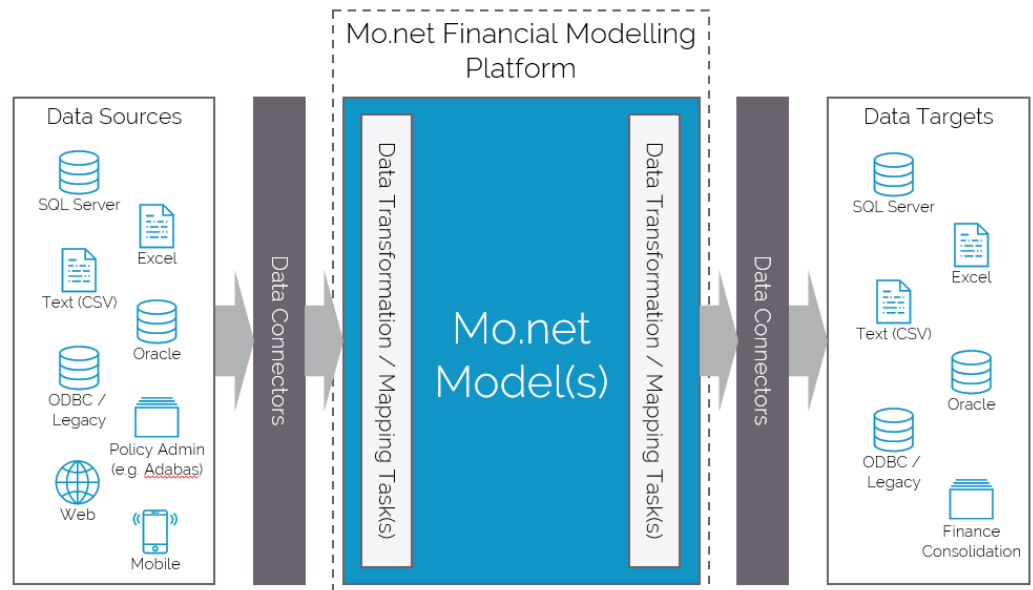 Mo.net Financial Modelling
Platform
Data Sources
SQL Server
Excel
Text (CSV)
Oracle
ODBC /
Legacy
Policy Admin
(e.g. Adabas)
Web
Mobile
Data Connectors
Data Transformation / Mapping Task(s)
Mo.net
Model(s)
Data Transformation / Mapping Task(s)
Data Connectors
Data Targets
SQL Server
Excel
Text (CSV)
Oracle
ODBC /
Legacy
Finance
Consolidation